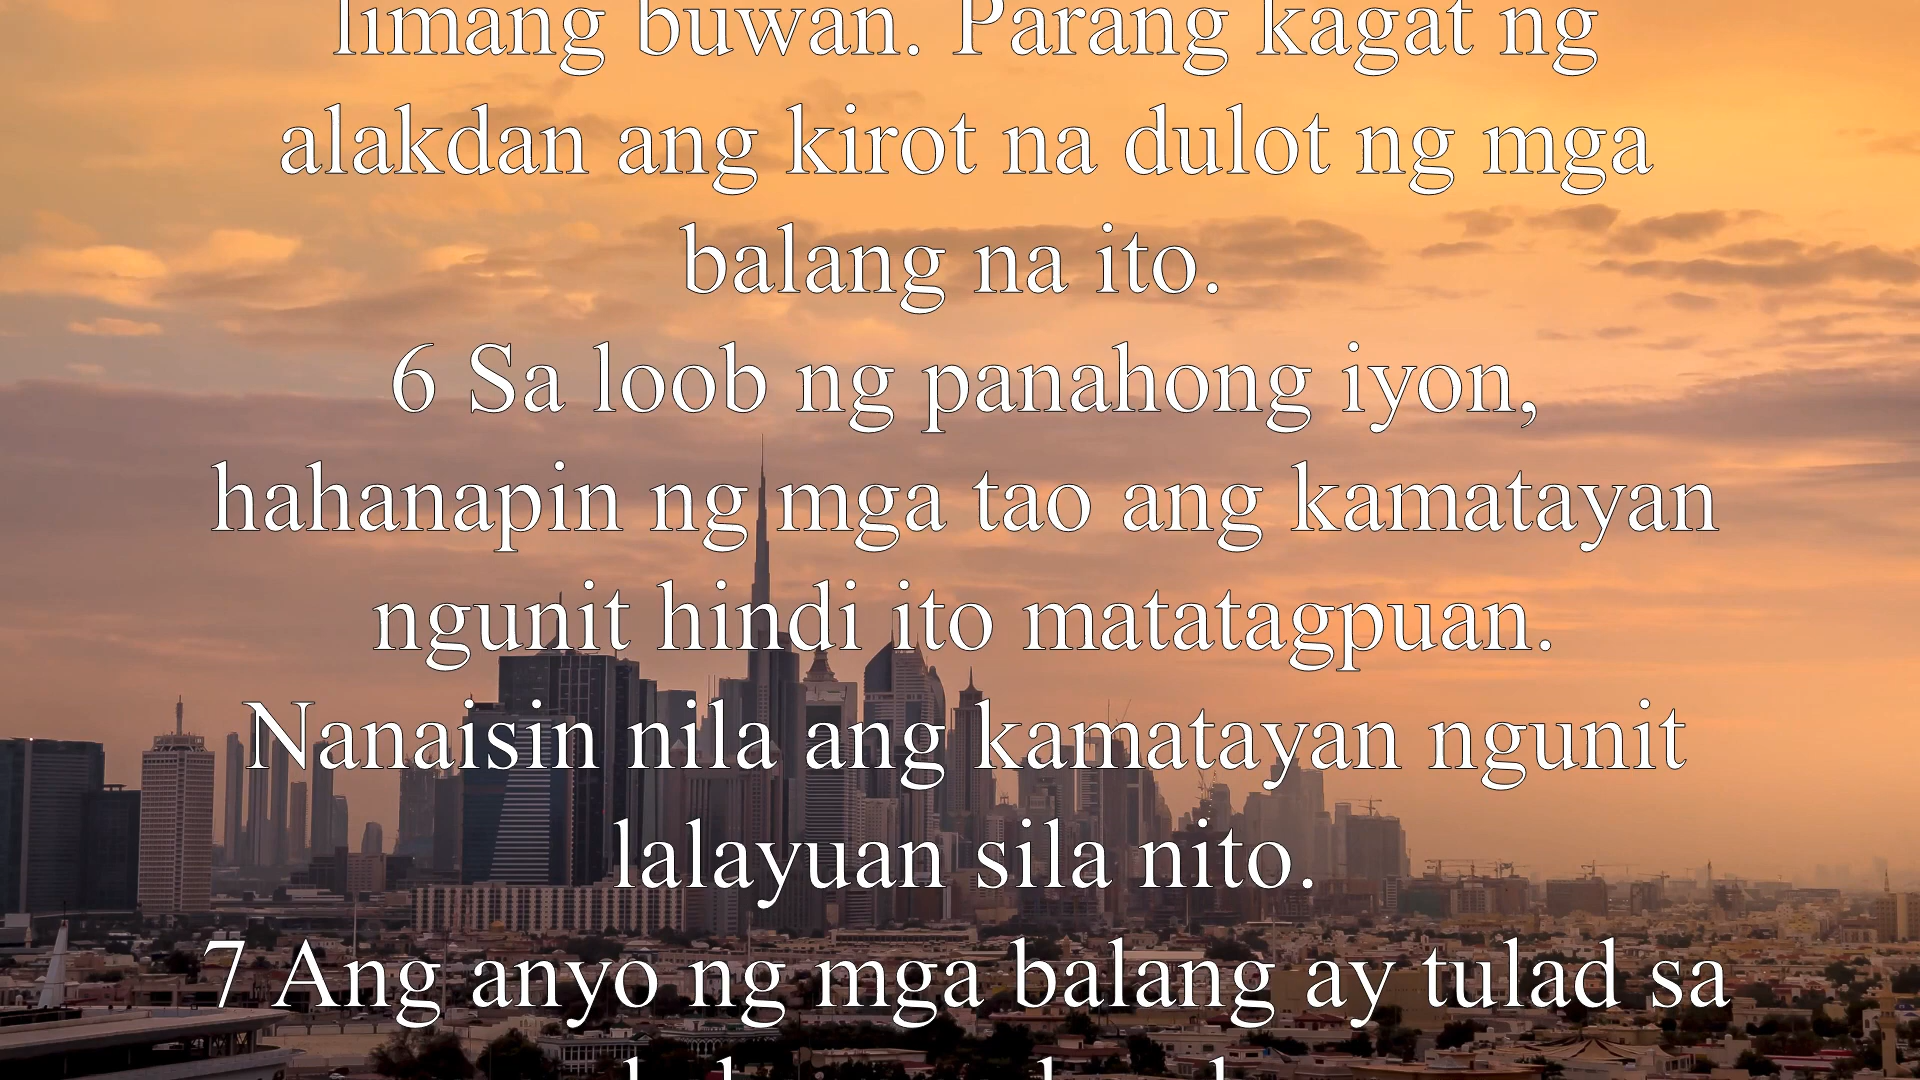 limang buwan. Parang kagat ng
alakdan ang kirot na dulot ng mga
balang na ito.
6 Sa loob ng panahong iyon,
hahanapin ng mga tao ang kamatayan
ngunit hindi ito matatagpuan.
Nanaisin nila ang kamatayan ngunit
lalayuan sila nito.
7 Ang anyo ng mga balang ay tulad sa